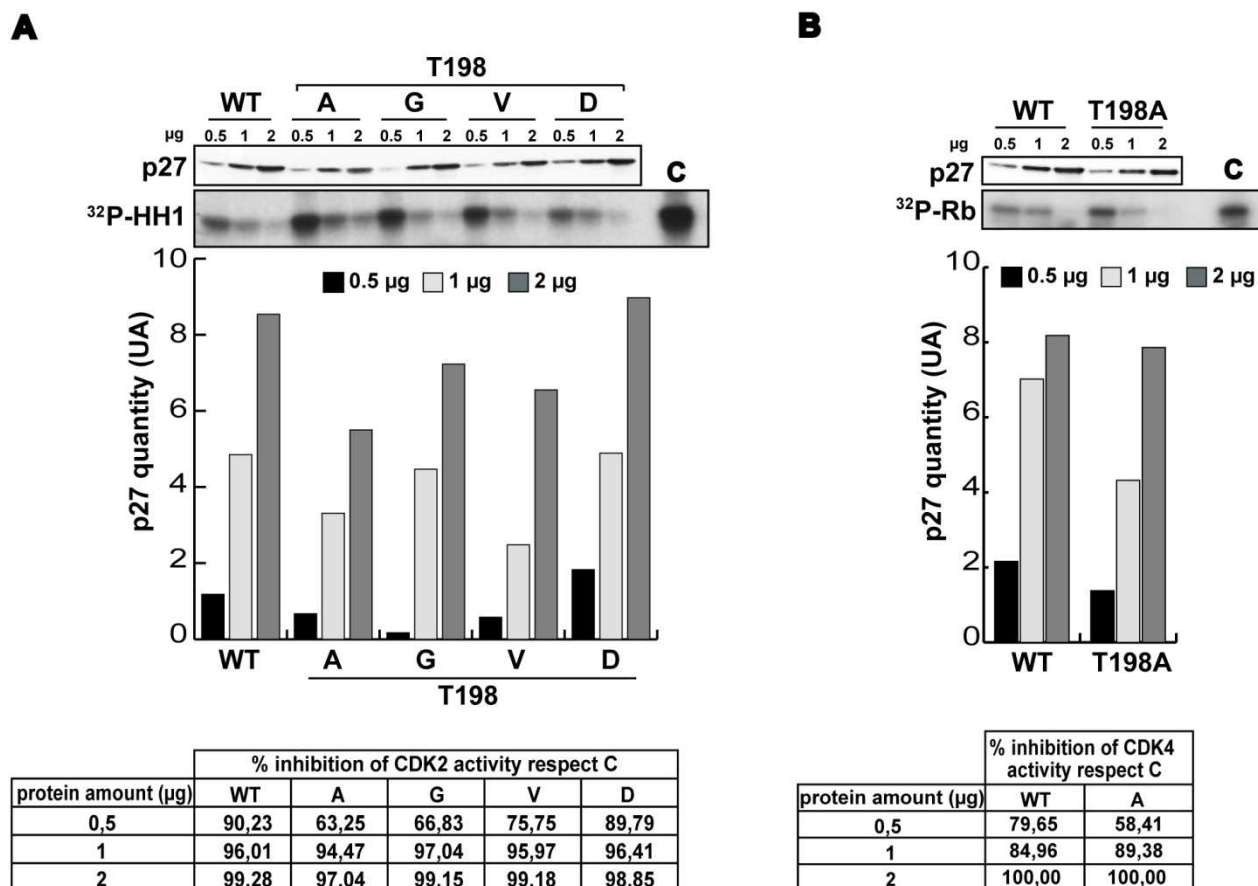 A
T198
WT A G V D
µg 0.5 1 2 0.5 1 2 0.5 1 2 0.5 1 2 0.5 1 2
p27
C
32P-HH1
10
0.5 µg 1 µg 2 µg
8
6
4
2
0
p27 quantity (UA)
WT A G V D
T198
% inhibition of CDK2 activity respect C
protein amount (µg) WT A G V D
0,5 90,23 63,25 66,83 75,75 89,79
1 96,01 94,47 97,04 95,97 96,41
2 99,28 97,04 99,15 99,18 98,85
B
WT T198A
µg 0.5 1 2 0.5 1 2
p27
C
32P-Rb
10
0.5 µg 1 µg 2 µg
8
6
4
2
0
p27 quantity (UA)
WT T198A
% inhibition of CDK4
activity respect C
protein amount (µg) WT A
0,5 79,65 58,41
1 84,96 89,38
2 100,00 100,00